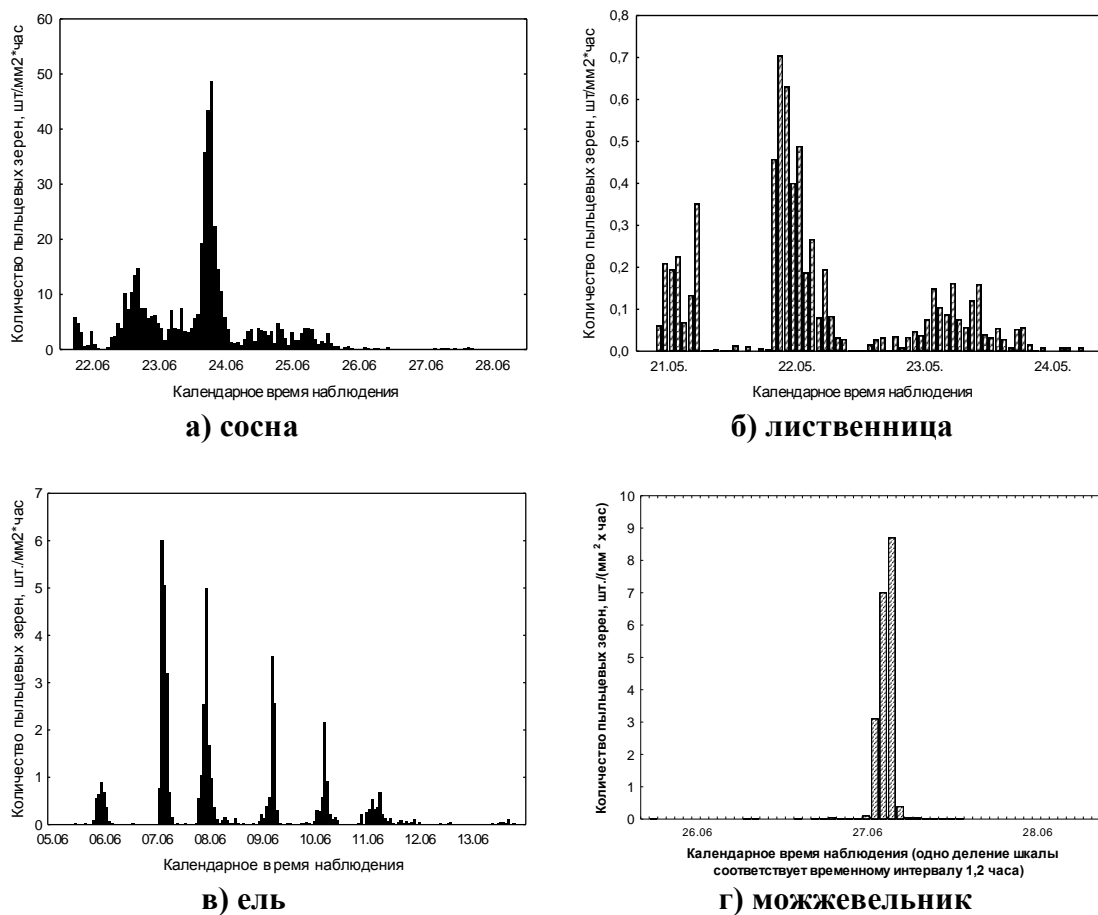 Количество пыльцевых зерен, шт/мм2*час
60
50
40
30
20
10
0
22.06 23.06 24.06 25.06 26.06 27.06 28.06
Календарное время наблюдения
а) сосна
Количество пыльцевых зерен, шт/мм2*час
0,8
0,7
0,6
0,5
0,4
0,3
0,2
0,1
0,0
21.05. 22.05. 23.05. 24.05.
Календарное время наблюдения
б) лиственница
Количество пыльцевых зерен, шт./мм2*час
7
6
5
4
3
2
1
0
05.06 06.06 07.06 08.06 09.06 10.06 11.06 12.06 13.06
Календарное время наблюдения
в) ель
Количество пыльцевых зерен, шт./(мм ² х час)
10
9
8
7
6
5
4
3
2
1
0
26.06 27.06 28.06
Календарное время наблюдения (одно деление шкалы
соответствует временному интервалу 1,2 часа)
г) можжевельник